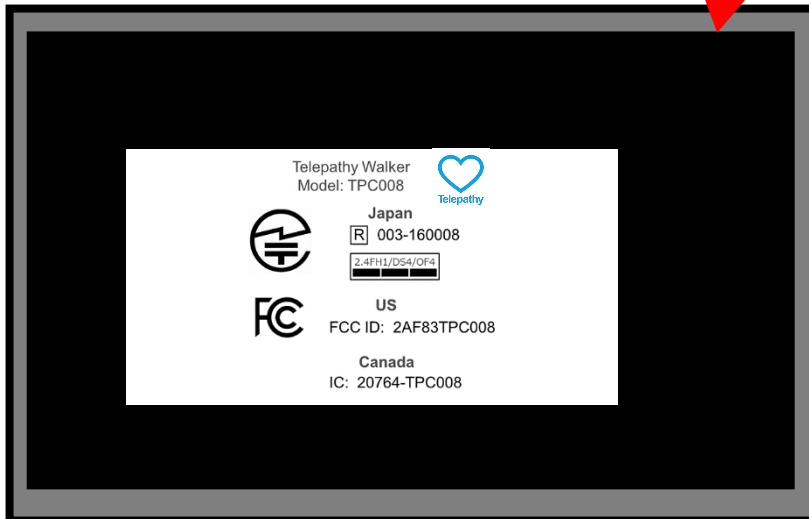 Telepathy Walker
Model: TPC008
Telepathy
Japan
R 003-160008
2.4FH1/DS4/OF4
FC
US
FCC ID: 2AF83TPC008
Canada
IC: 20764-TPC008